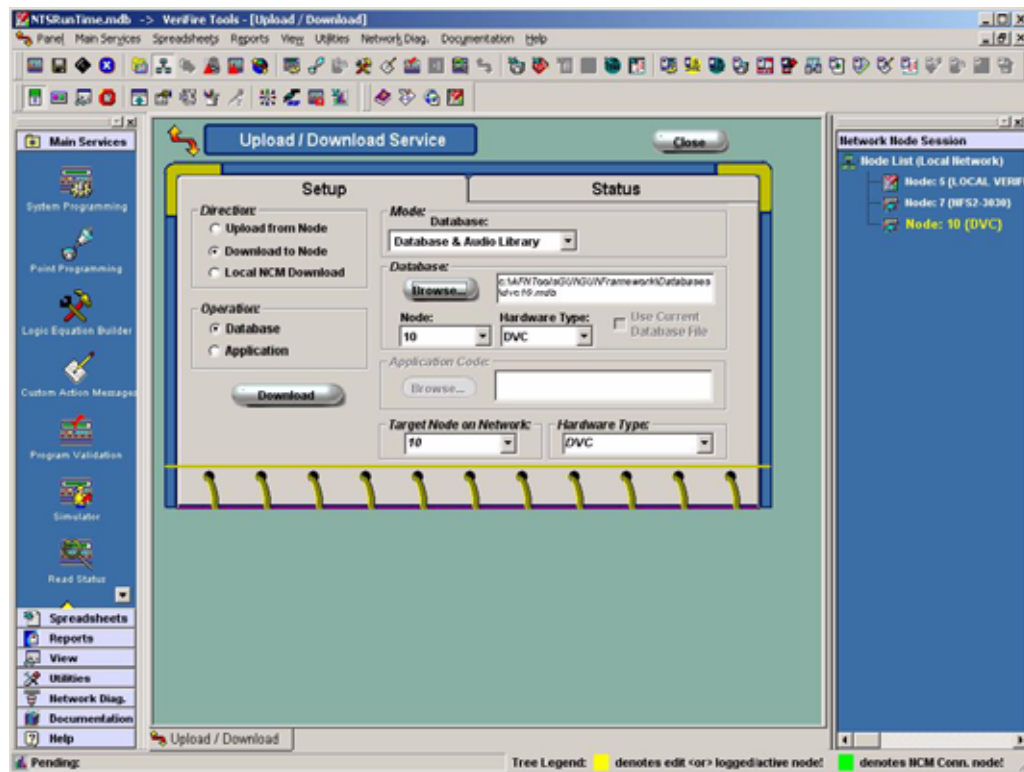 NTSRunTime.mdb -> VeriFire Tools - [Upload / Download]
Panel Main Services Spreadsheets Reports View Utilities Network Diag. Documentation Help
Main Services
System Programming
Point Programming
Logic Equation Builder
Custom Action Messages
Program Validation
Simulator
Read Status
Spreadsheets
Reports
View
Utilities
Network Diag.
Documentation
Help
Upload / Download Service
Close
Setup
Status
Direction:
Upload from Node
Download to Node
Local NCM Download
Operation:
Database
Application
Download
Mode:
Database:
Database & Audio Library
Database:
Browse...
Node:
Hardware Type:
10
DVC
Use Current
Database File
Application Code:
Browse...
Target Node on Network:
Hardware Type:
10
DVC
Network Node Session
Node List (Local Network)
Node: 5 (LOCAL VERIF
Node: 7 (NFS2-3030)
Node: 10 (DVC)
Upload / Download
Pending:
Tree Legend:
denotes edit <or> logged/active node!
denotes NCM Conn. node!